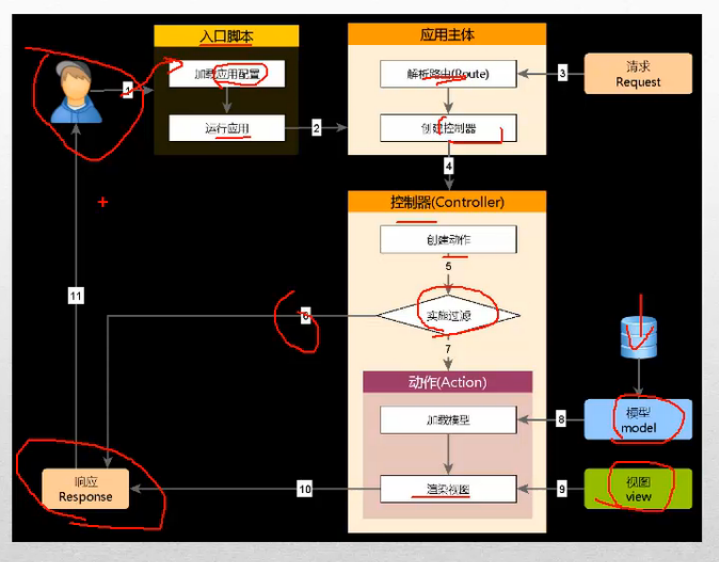 入口脚本
加载应用配置
运行应用
应用主体
解析路由(Route)
创建控制器
请求
Request
1
2
3
4
控制器(Controller)
创建动作
5
实施过滤
6
7
动作(Action)
加载模型
渲染视图
8
模型
model
9
视图
view
10
响应
Response
11